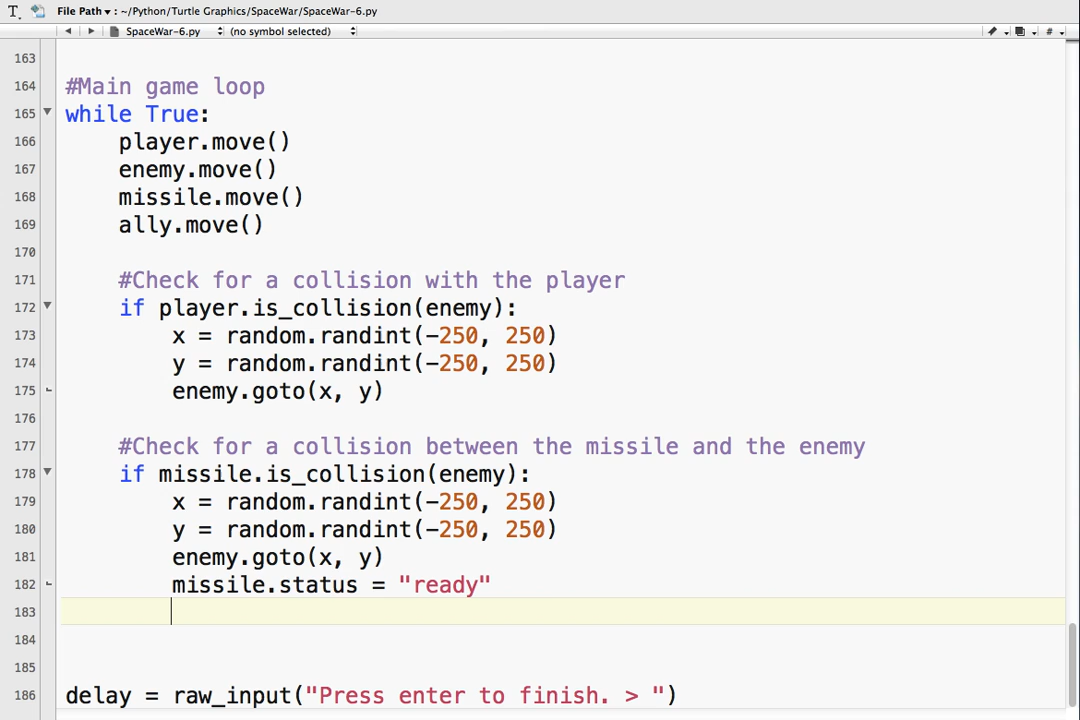 File Path ▾ : ~/Python/Turtle Graphics/SpaceWar/SpaceWar-6.py
SpaceWar-6.py (no symbol selected) #
163
164 #Main game loop
165 while True:
166     player.move()
167     enemy.move()
168     missile.move()
169     ally.move()
170
171     #Check for a collision with the player
172     if player.is_collision(enemy):
173         x = random.randint(-250, 250)
174         y = random.randint(-250, 250)
175         enemy.goto(x, y)
176
177     #Check for a collision between the missile and the enemy
178     if missile.is_collision(enemy):
179         x = random.randint(-250, 250)
180         y = random.randint(-250, 250)
181         enemy.goto(x, y)
182         missile.status = "ready"
183
184
185
186 delay = raw_input("Press enter to finish. > ")